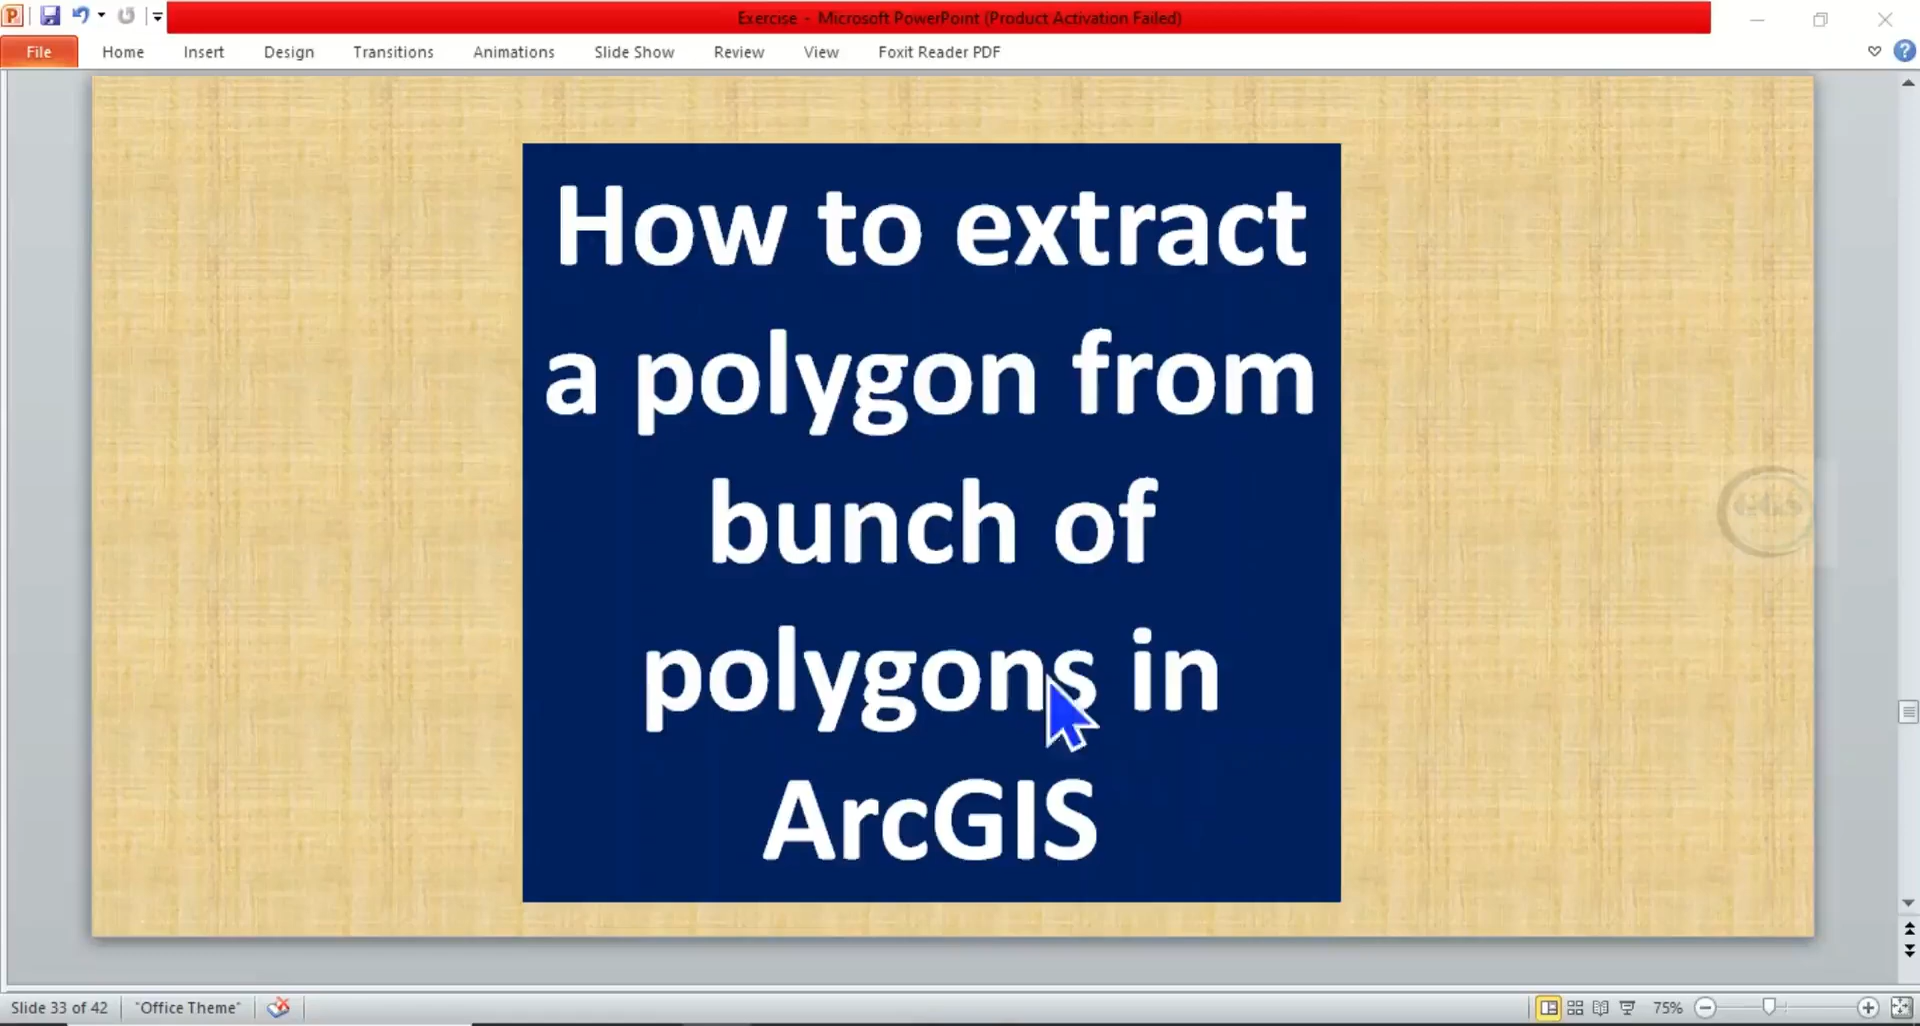 Exercise - Microsoft PowerPoint (Product Activation Failed)
File Home Insert Design Transitions Animations Slide Show Review View Foxit Reader PDF
How to extract
a polygon from
bunch of
polygons in
ArcGIS
GGS
Slide 33 of 42 "Office Theme" 75%